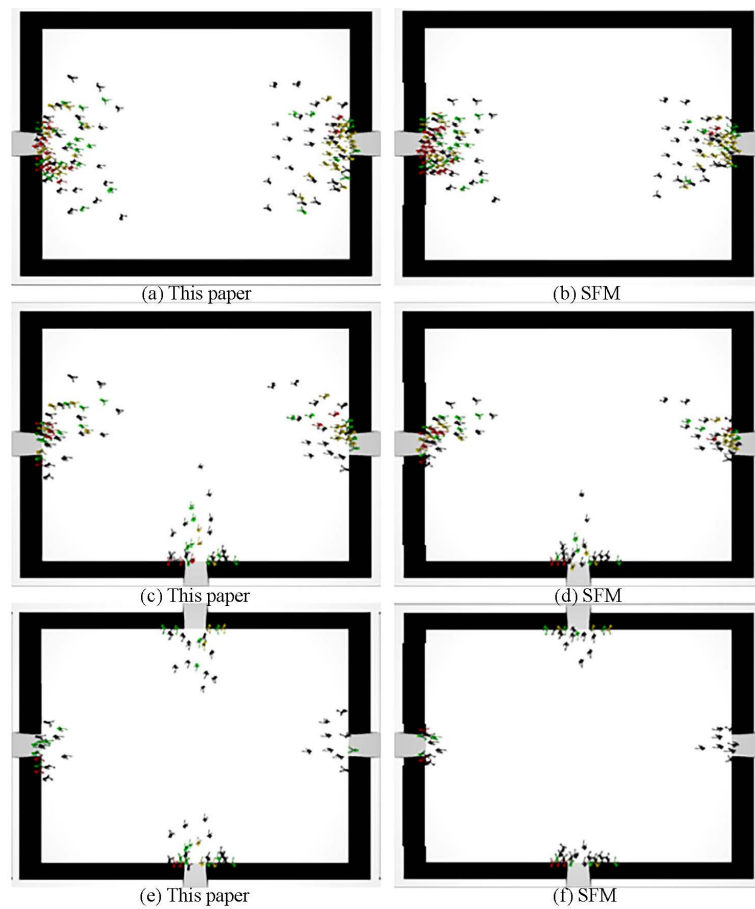 (a) This paper
(b) SFM
(c) This paper
(d) SFM
(e) This paper
(f) SFM